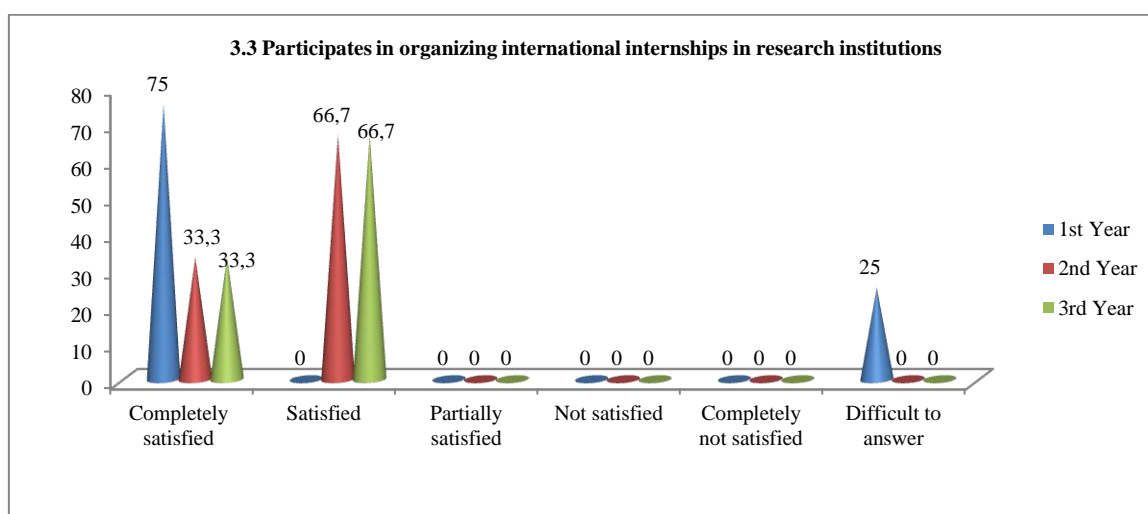 3.3 Participates in organizing international internships in research institutions
80
70
60
50
40
30
20
10
0
75
33,3
33,3
0
66,7
66,7
0 0 0
0 0 0
0 0 0
25
0 0
Completely
satisfied
Satisfied
Partially
satisfied
Not satisfied
Completely
not satisfied
Difficult to
answer
1st Year
2nd Year
3rd Year